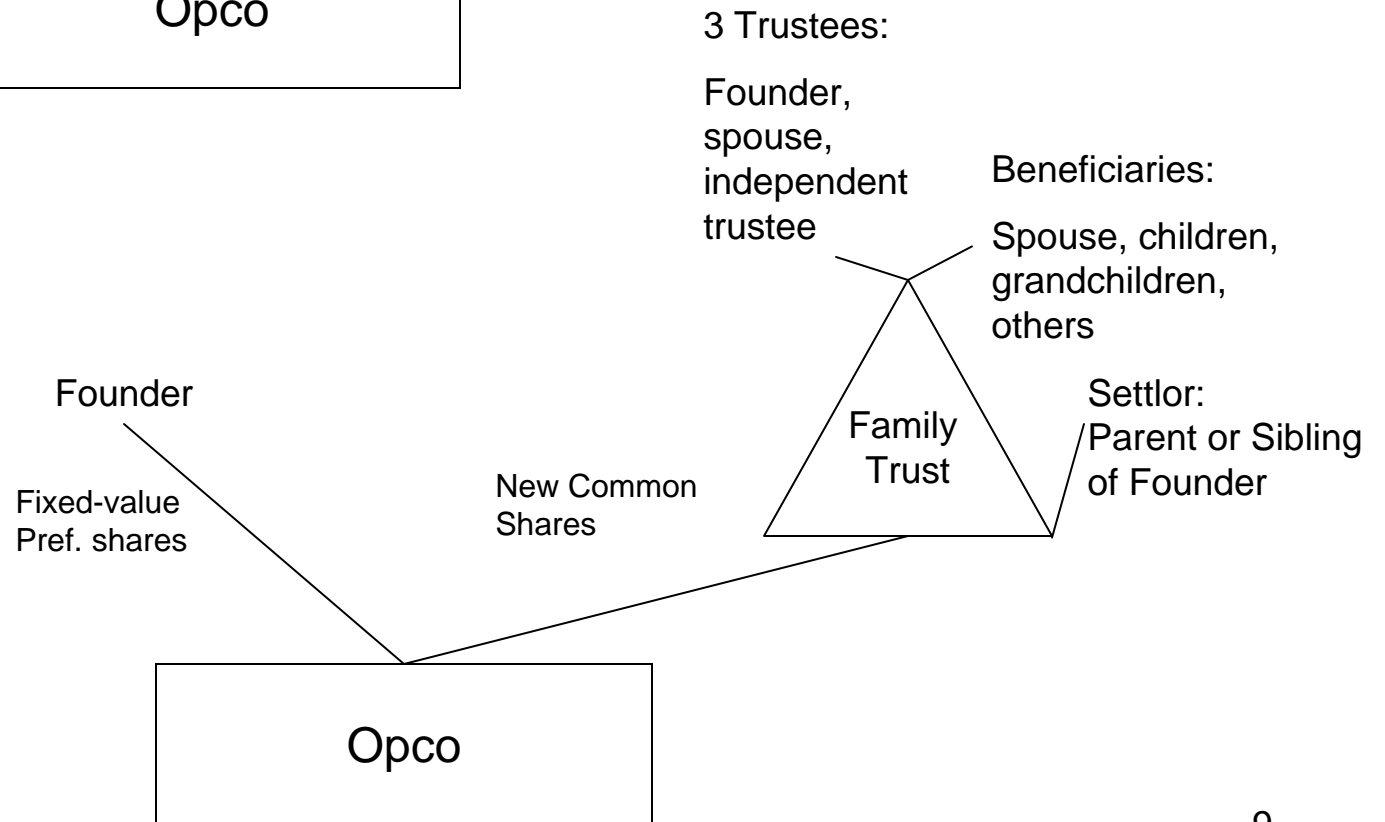 Opco
3 Trustees:
Founder,
spouse,
independent
trustee
Beneficiaries:
Spouse, children,
grandchildren,
others
Founder
Settlor:
Parent or Sibling
of Founder
Family
Trust
Fixed-value
Pref. shares
New Common
Shares
Opco